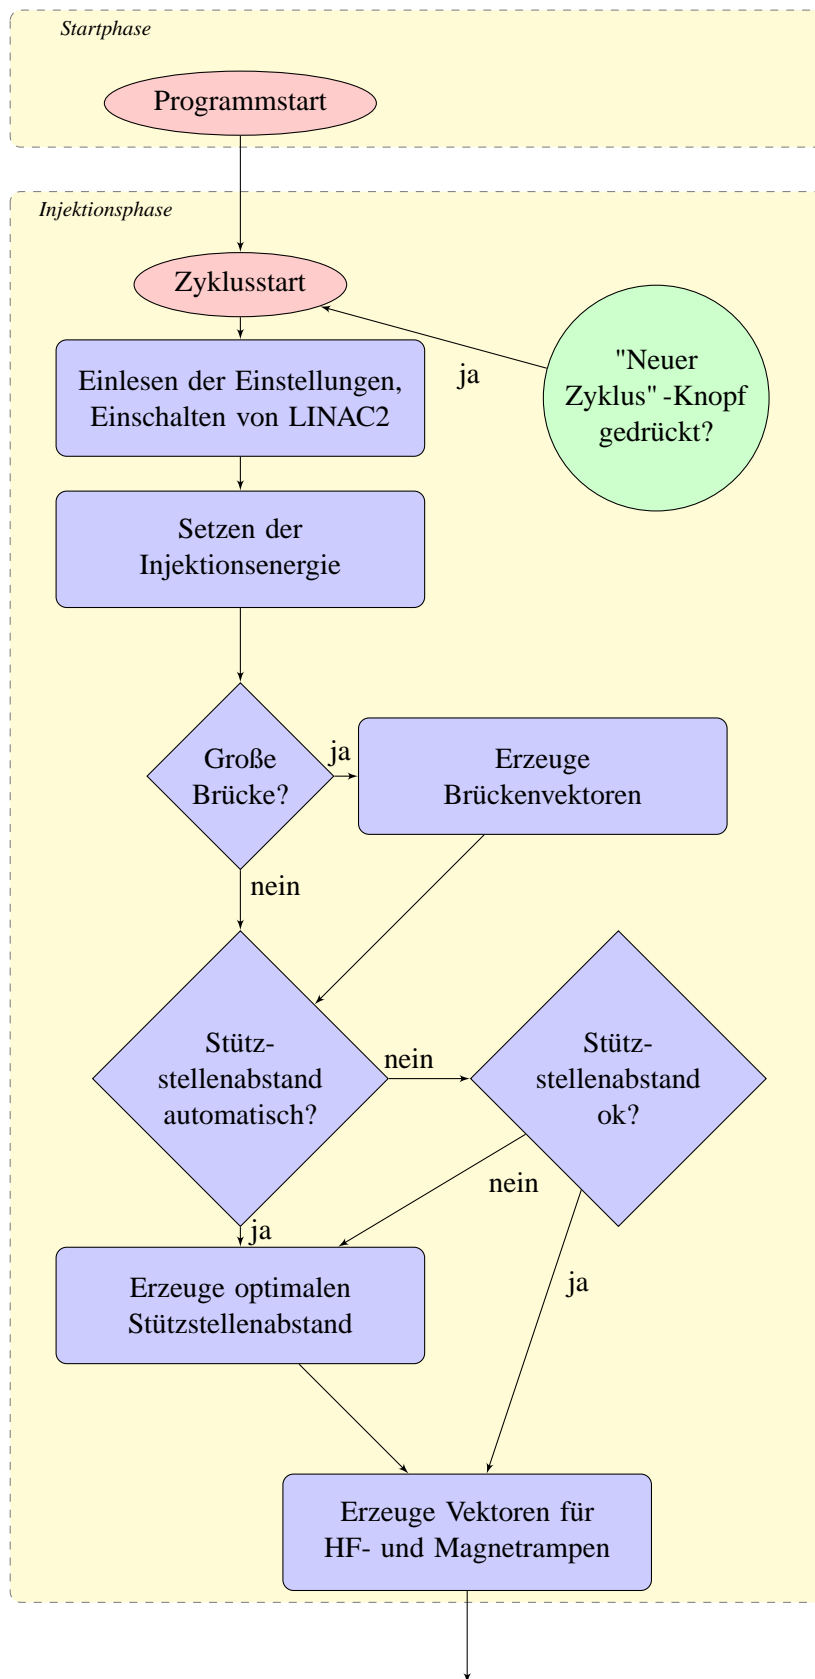 Startphase
Programmstart
Injektionsphase
Zyklusstart
ja
"Neuer
Zyklus" -Knopf
gedrückt?
Einlesen der Einstellungen,
Einschalten von LINAC2
Setzen der
Injektionsenergie
Große
Brücke?
ja
Erzeuge
Brückenvektoren
nein
Stütz-
stellenabstand
automatisch?
nein
Stütz-
stellenabstand
ok?
nein
ja
ja
Erzeuge optimalen
Stützstellenabstand
Erzeuge Vektoren für
HF- und Magnetrampen